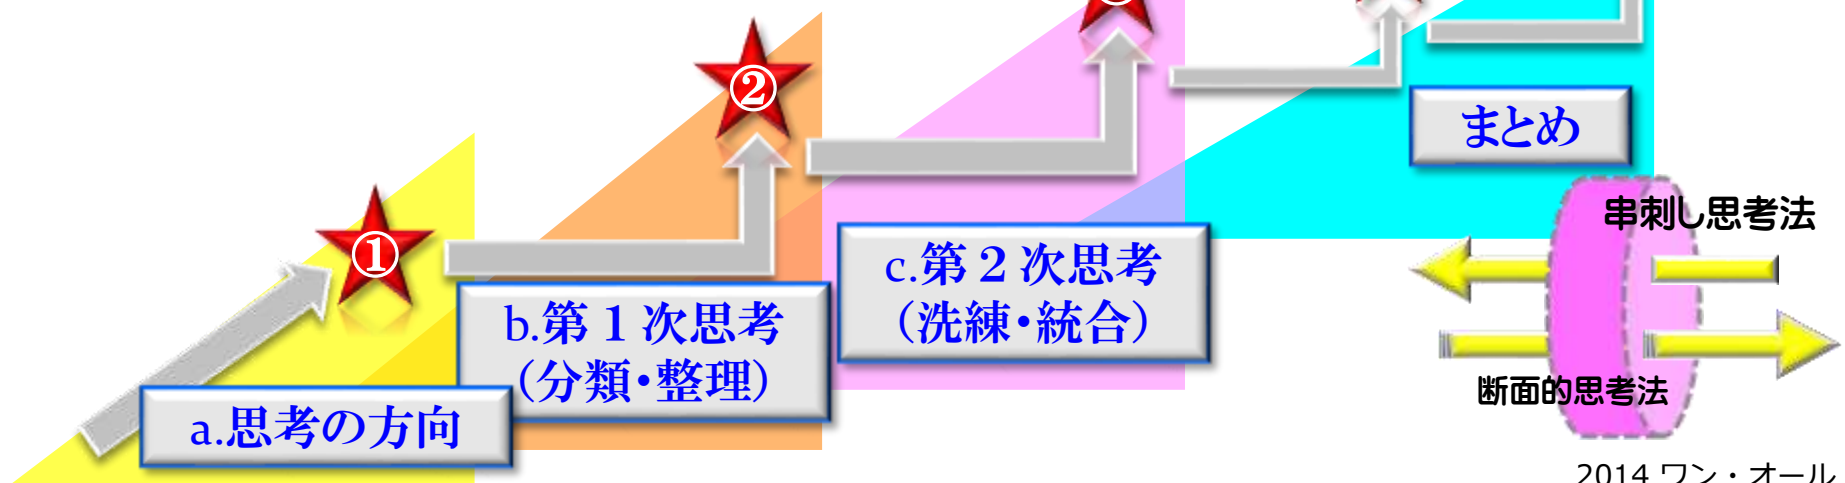 ②
まとめ
串刺し思考法
①
c.第２次思考
（洗練・統合）
b.第１次思考
（分類・整理）
断面的思考法
a.思考の方向
2014 ワン・オール